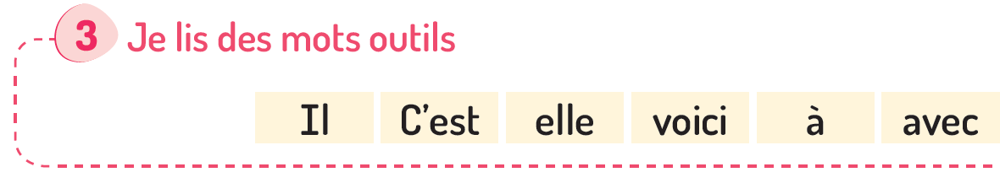 3 Je lis des mots outils
Il C'est elle voici à avec